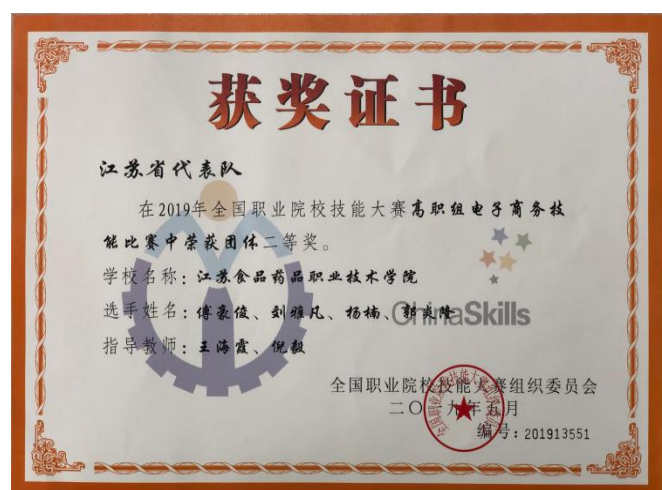 获奖证书
江苏省代表队
在2019年全国职业院校技能大赛高职组电子商务技
能比赛中荣获团体二等奖。
学校名称：江苏食品药品职业技术学院
选手姓名：傅豪俊、刘雅凡、杨楠、郭炎隆
ChinaSkills
指导教师：王海霞、倪毅
全国职业院校技能大赛组织委员会
二〇一九年五月
编号：201913551